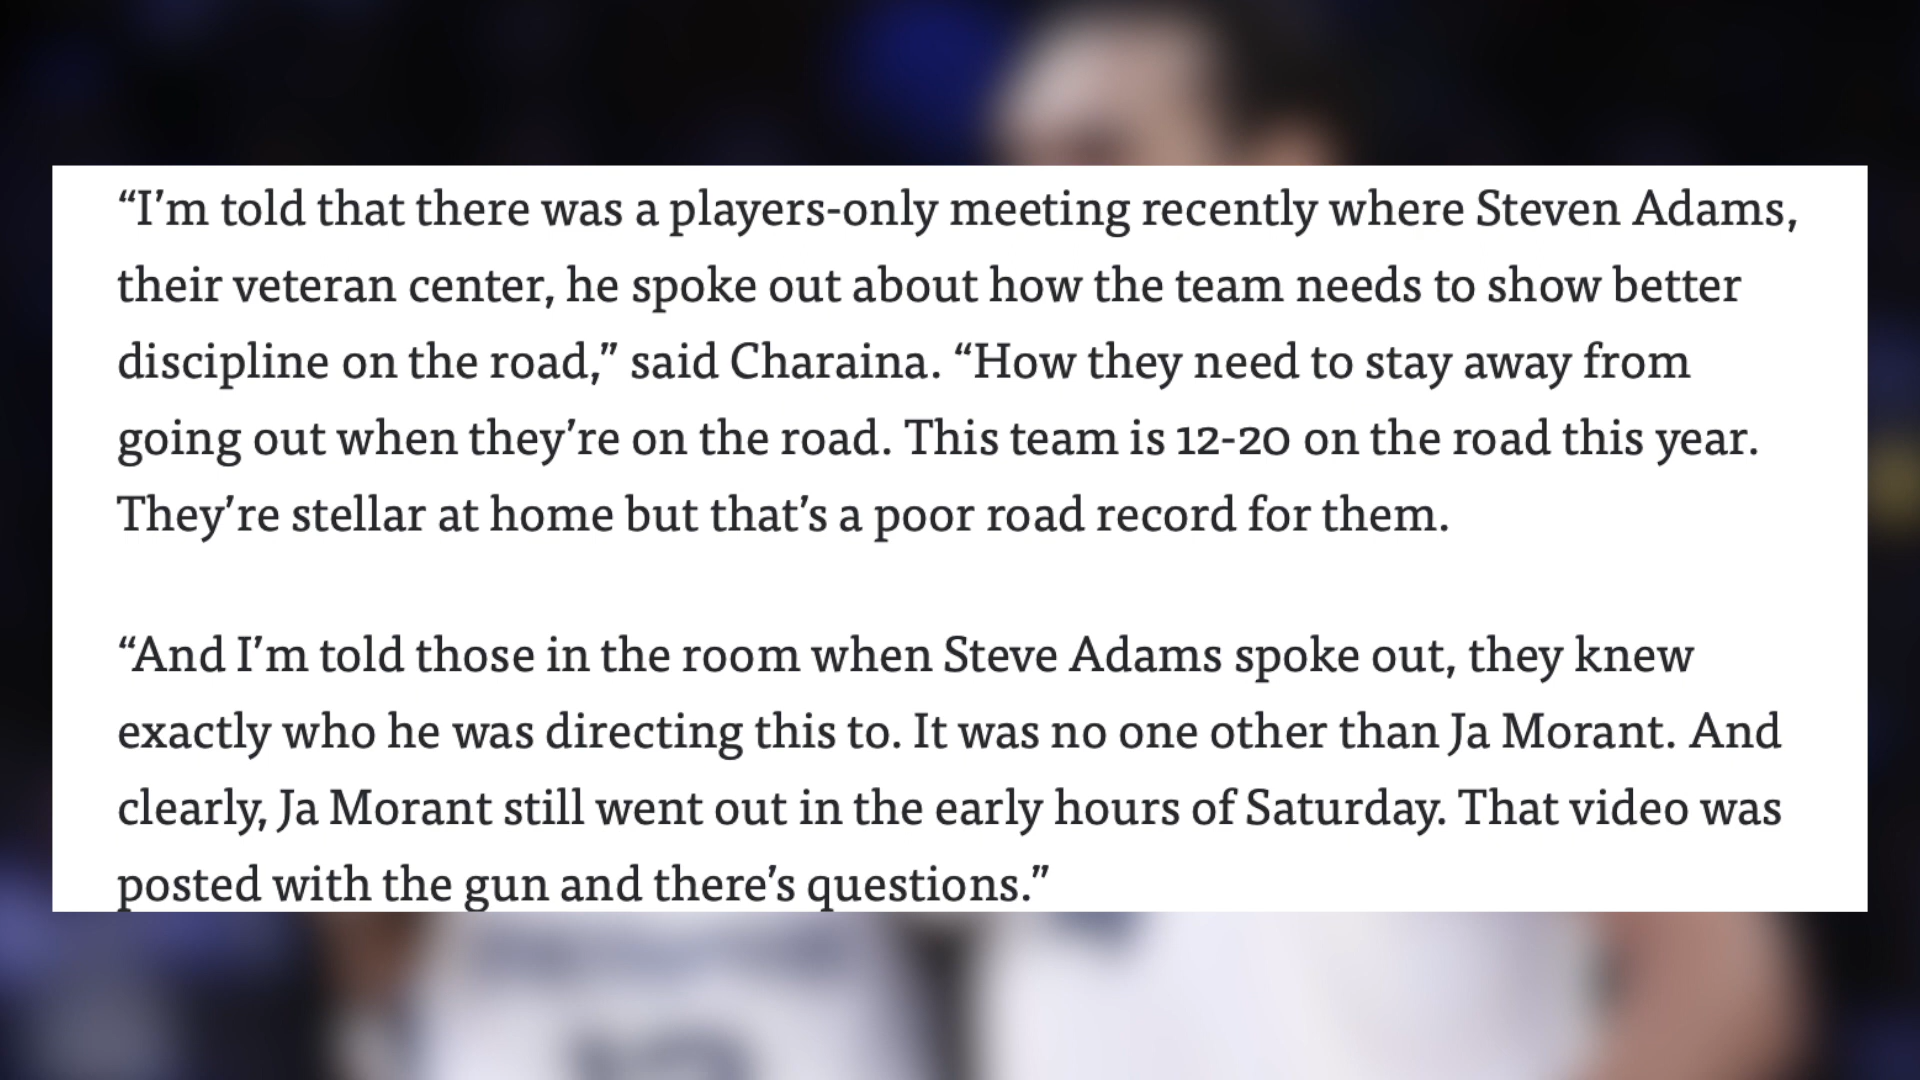 “I’m told that there was a players-only meeting recently where Steven Adams,
their veteran center, he spoke out about how the team needs to show better
discipline on the road,” said Charaina. “How they need to stay away from
going out when they’re on the road. This team is 12-20 on the road this year.
They’re stellar at home but that’s a poor road record for them.
“And I’m told those in the room when Steve Adams spoke out, they knew
exactly who he was directing this to. It was no one other than Ja Morant. And
clearly, Ja Morant still went out in the early hours of Saturday. That video was
posted with the gun and there’s questions.”